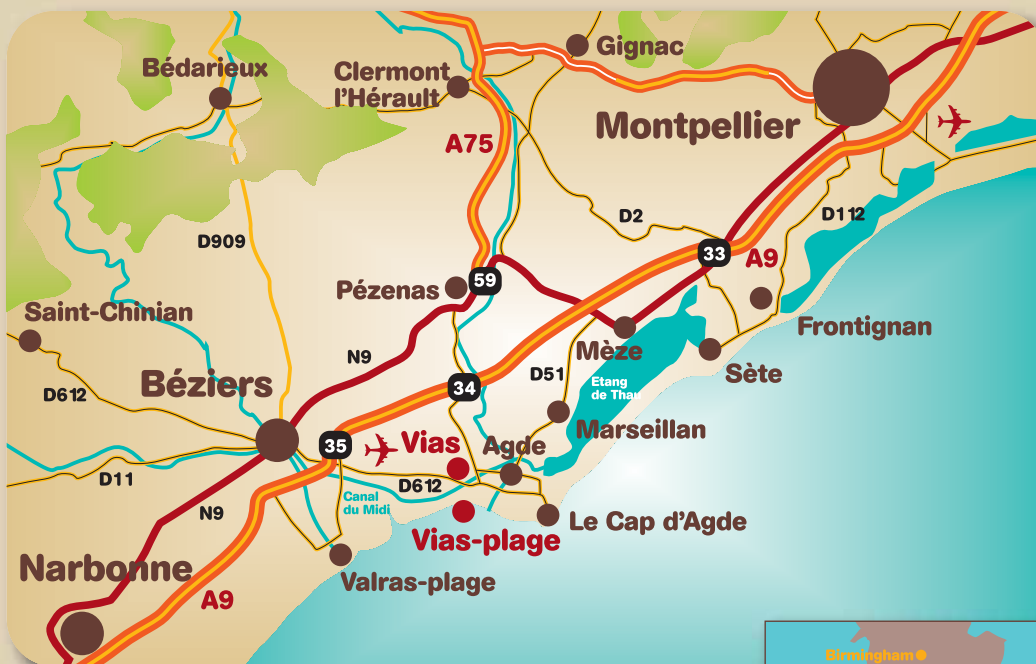 Gignac
Bédarieux
Clermont
l'Hérault
Montpellier
A75
D2
D112
D909
33
A9
59
Pézenas
Saint-Chinian
Frontignan
Mèze
N9
Sète
D51
Etang
de Thau
Béziers
34
D612
Marseillan
35
Vias
Agde
D11
D612
Canal
du Midi
N9
Le Cap d'Agde
Vias-plage
Narbonne
Valras-plage
A9
Birmingham